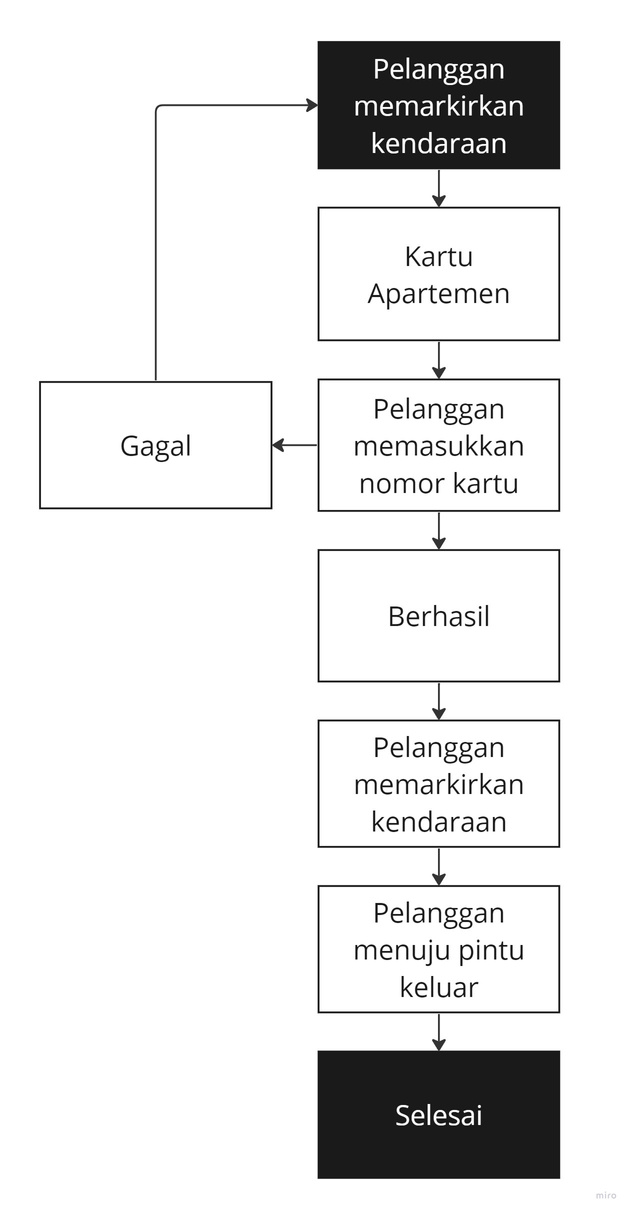 Pelanggan
memarkirkan
kendaraan
Kartu
Apartemen
Pelanggan
memasukkan
nomor kartu
Gagal
Berhasil
Pelanggan
memarkirkan
kendaraan
Pelanggan
menuju pintu
keluar
Selesai
miro